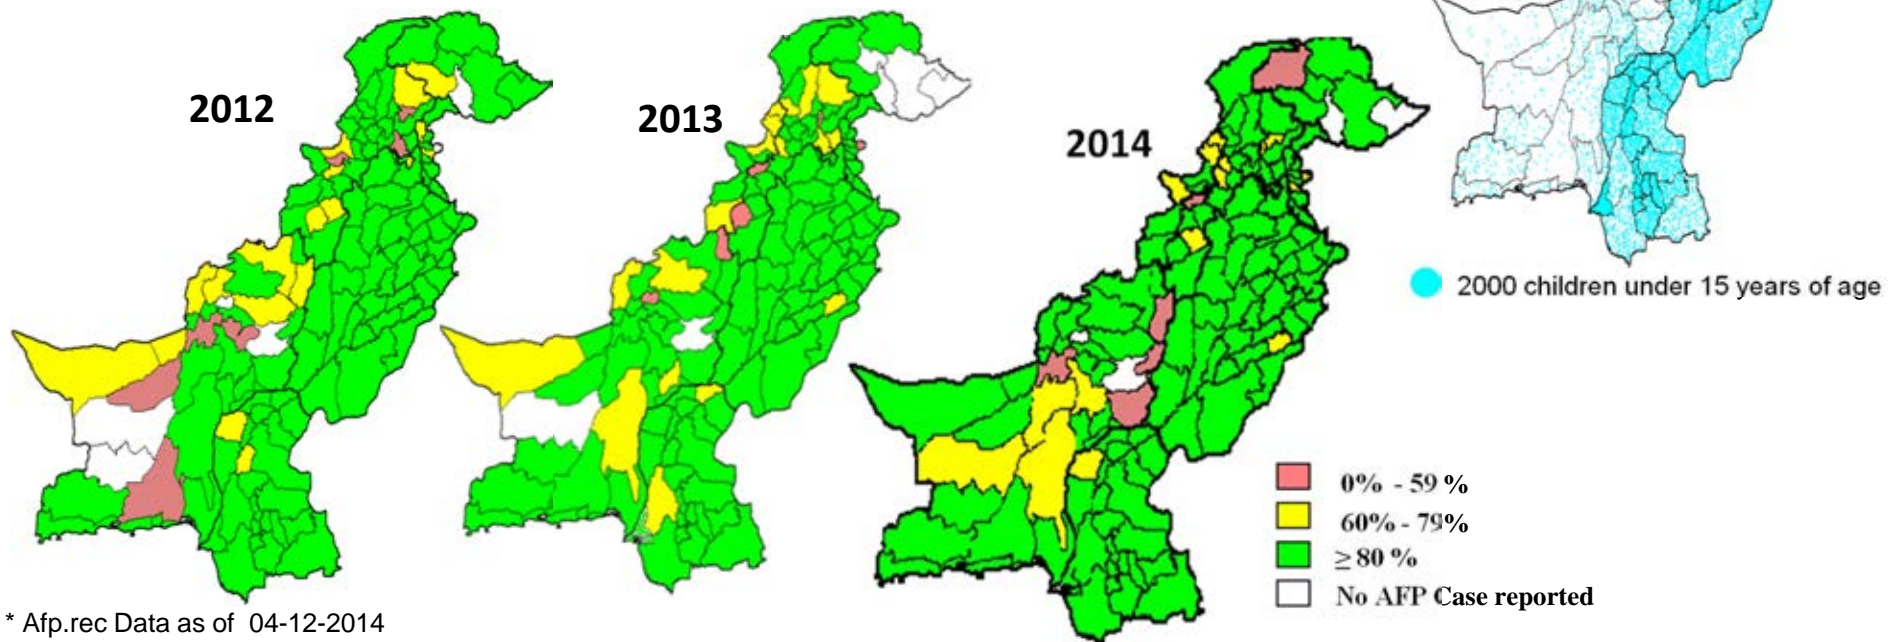 2012
2013
2014
2000 children under 15 years of age
0% - 59 %
60% - 79%
≥ 80 %
No AFP Case reported
* Afp.rec Data as of 04-12-2014